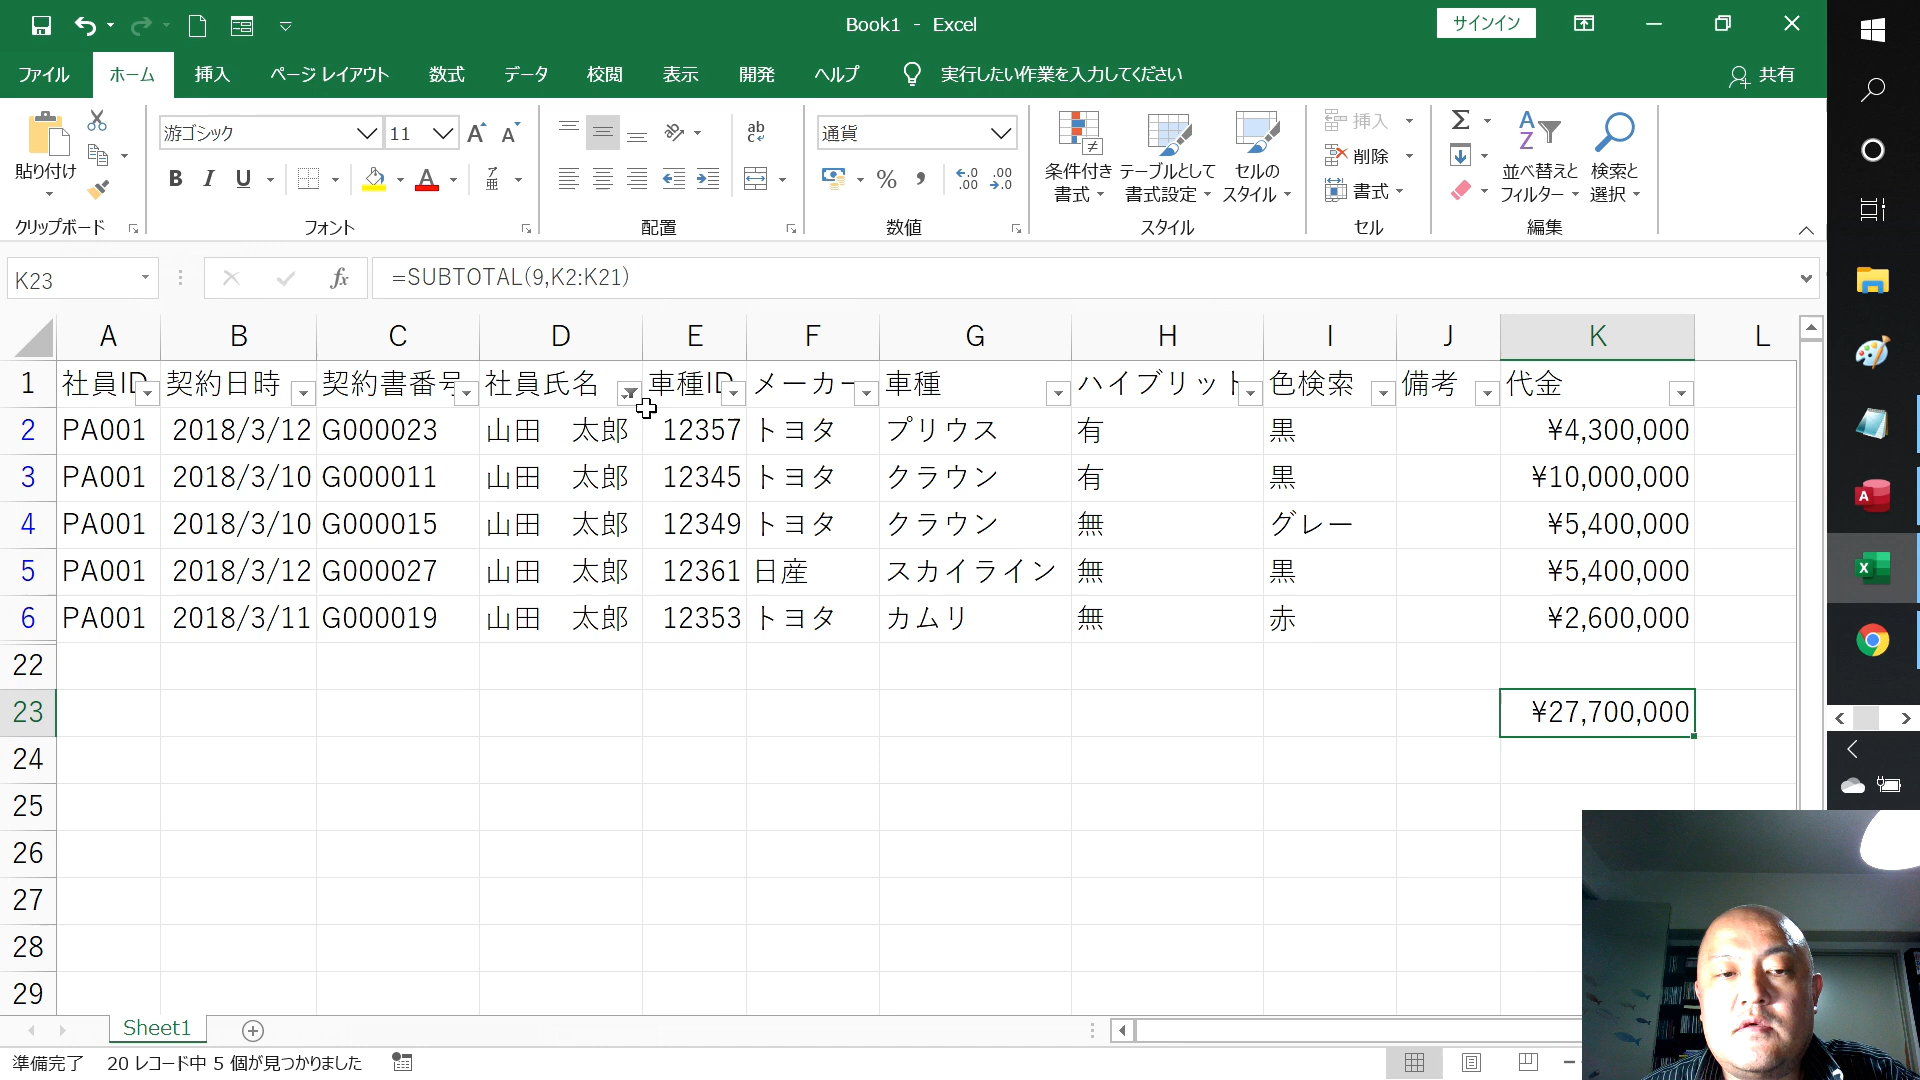 Book1 - Excel
サインイン
ファイル ホーム 挿入 ページ レイアウト 数式 データ 校閲 表示 開発 ヘルプ 実行したい作業を入力してください 共有
貼り付け
クリップボード
游ゴシック 11
B I U
フォント
ab
配置
通貨
%
数値
条件付き書式
テーブルとして書式設定
セルのスタイル
スタイル
挿入
削除
書式
セル
並べ替えとフィルター
検索と選択
編集
K23 fx =SUBTOTAL(9,K2:K21)
A B C D E F G H I J K L
1 社員ID 契約日時 契約書番号 社員氏名 車種ID メーカー 車種 ハイブリット 色検索 備考 代金
2 PA001 2018/3/12 G000023 山田　太郎 12357 トヨタ プリウス 有 黒 ¥4,300,000
3 PA001 2018/3/10 G000011 山田　太郎 12345 トヨタ クラウン 有 黒 ¥10,000,000
4 PA001 2018/3/10 G000015 山田　太郎 12349 トヨタ クラウン 無 グレー ¥5,400,000
5 PA001 2018/3/12 G000027 山田　太郎 12361 日産 スカイライン 無 黒 ¥5,400,000
6 PA001 2018/3/11 G000019 山田　太郎 12353 トヨタ カムリ 無 赤 ¥2,600,000
22
23 ¥27,700,000
24
25
26
27
28
29
Sheet1
準備完了 20 レコード中 5 個が見つかりました